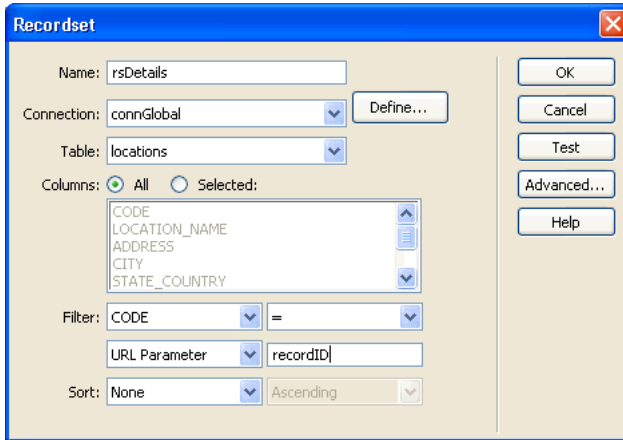 Recordset
Name: rsDetails
OK
Connection: connGlobal Define...
Cancel
Table: locations
Test
Columns: All Selected:
Advanced...
CODE
LOCATION_NAME
Help
ADDRESS
CITY
STATE_COUNTRY
Filter: CODE =
URL Parameter recordID
Sort: None Ascending